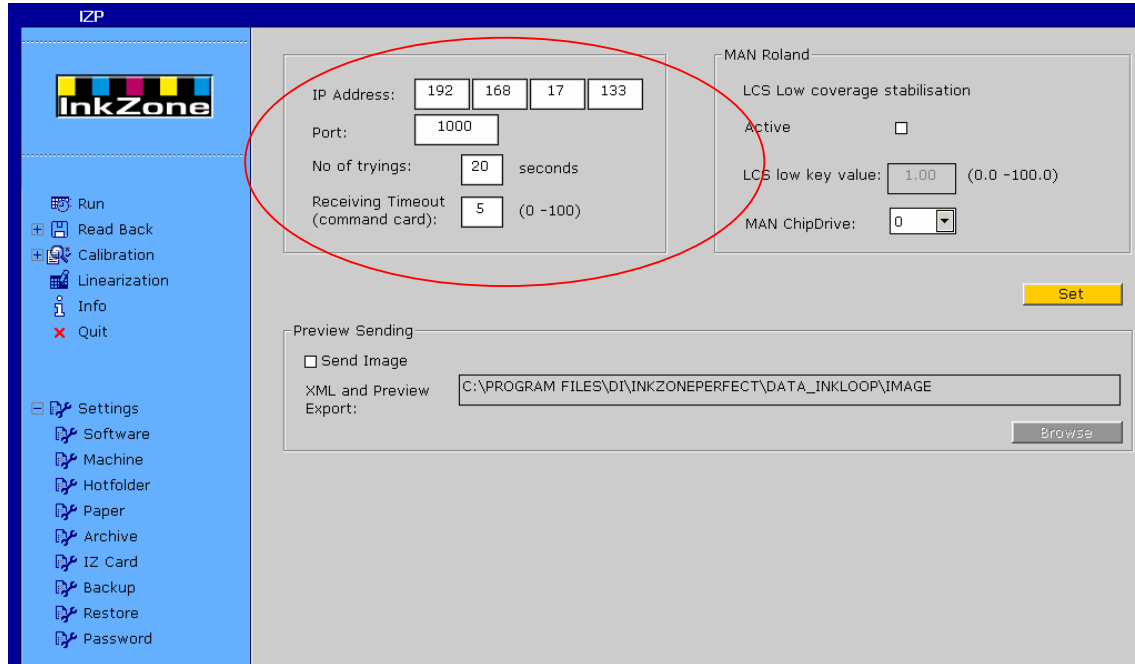 IZP
InkZone
Run
Read Back
Calibration
Linearization
Info
Quit
Settings
Software
Machine
Hotfolder
Paper
Archive
IZ Card
Backup
Restore
Password
IP Address: 192 168 17 133
Port: 1000
No of tryings: 20 seconds
Receiving Timeout
(command card): 5 (0 -100)
MAN Roland
LCS Low coverage stabilisation
Active
LCS low key value: 1.00 (0.0 -100.0)
MAN ChipDrive: 0
Set
Preview Sending
Send Image
XML and Preview
Export:
C:\PROGRAM FILES\DI\INKZONEPERFECT\DATA_INKLOOP\IMAGE
Browse